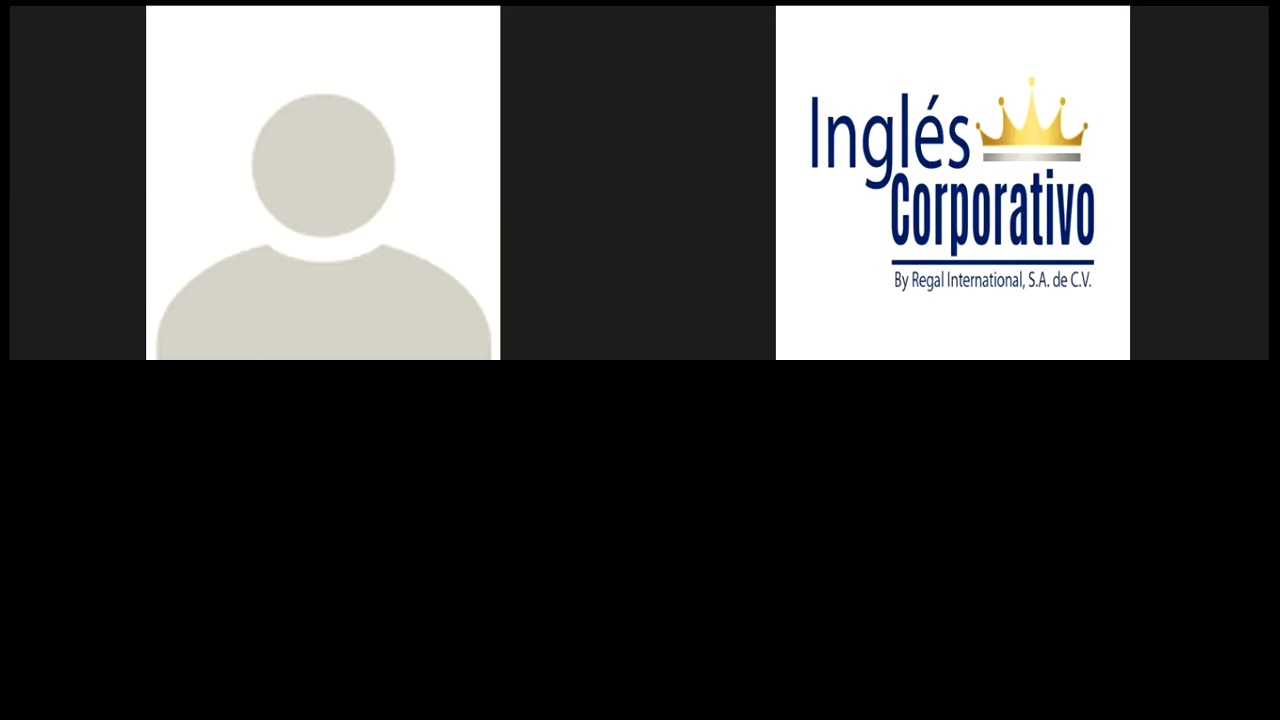 Inglés
Corporativo
By Regal International, S.A. de C.V.